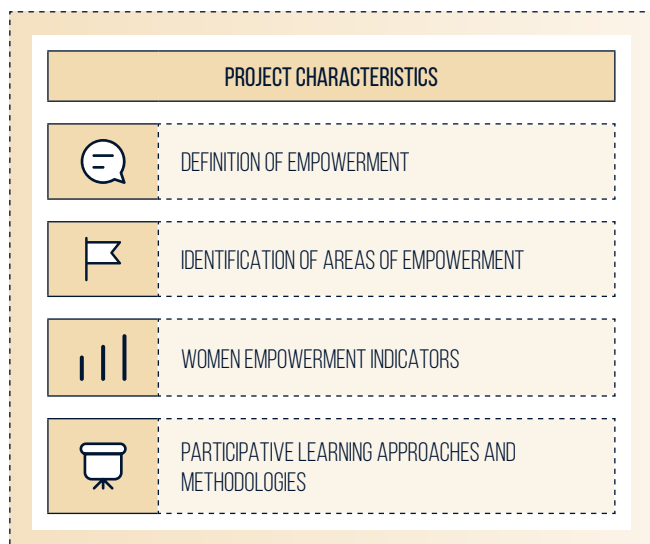 PROJECT CHARACTERISTICS
DEFINITION OF EMPOWERMENT
IDENTIFICATION OF AREAS OF EMPOWERMENT
WOMEN EMPOWERMENT INDICATORS
PARTICIPATIVE LEARNING APPROACHES AND
METHODOLOGIES